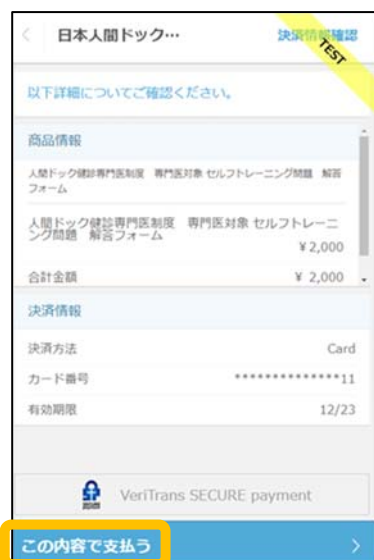 日本人間ドック…
決済情報確認
TEST
以下詳細についてご確認ください。
商品情報
人間ドック健診専門医制度　専門医対象 セルフトレーニング問題　解答
フォーム
人間ドック健診専門医制度　専門医対象 セルフトレーニ
ング問題　解答フォーム
¥ 2,000
合計金額 ¥ 2,000
決済情報
決済方法 Card
カード番号 **************11
有効期限 12/23
VeriTrans SECURE payment
この内容で支払う